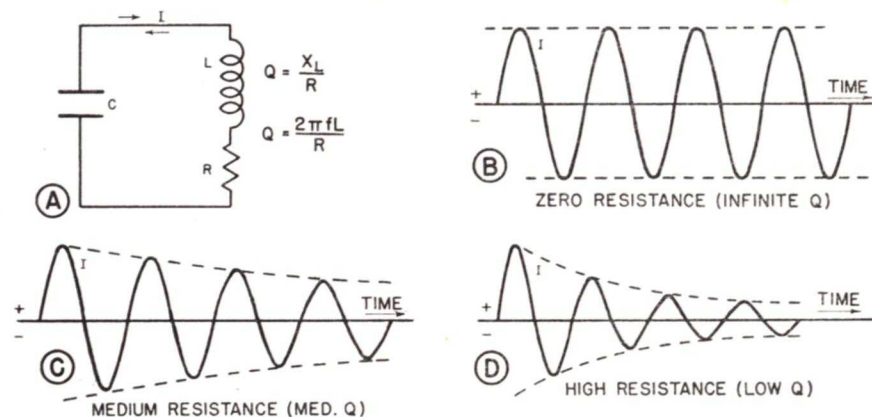 I
L
C
R
Q = X_L / R
Q = 2πfL / R
A
I
+
−
TIME
B
ZERO RESISTANCE (INFINITE Q)
I
+
−
TIME
C
MEDIUM RESISTANCE (MED. Q)
I
+
−
TIME
D
HIGH RESISTANCE (LOW Q)